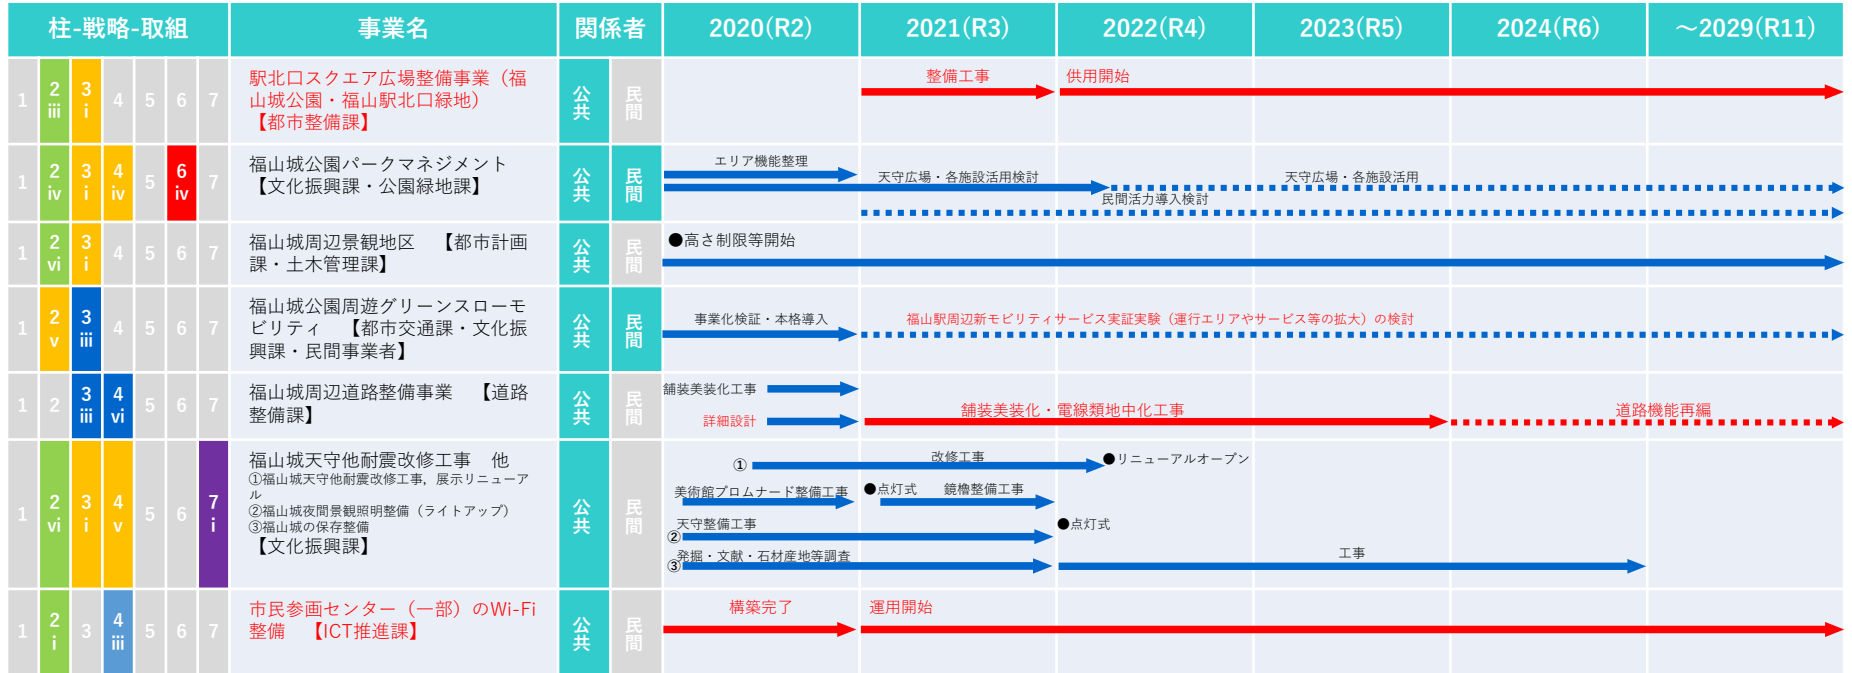 柱-戦略-取組 事業名 関係者 2020(R2) 2021(R3) 2022(R4) 2023(R5) 2024(R6) ～2029(R11)
1 2 iii 3 i 4 5 6 7
駅北口スクエア広場整備事業（福
山城公園・福山駅北口緑地）
【都市整備課】
公共 民間
整備工事 供用開始
1 2 iv 3 i 4 iv 5 6 iv 7
福山城公園パークマネジメント
【文化振興課・公園緑地課】
公共 民間
エリア機能整理
天守広場・各施設活用検討 天守広場・各施設活用
民間活力導入検討
1 2 vi 3 i 4 5 6 7
福山城周辺景観地区　【都市計画
課・土木管理課】
公共 民間
●高さ制限等開始
1 2 v 3 iii 4 5 6 7
福山城公園周遊グリーンスローモ
ビリティ　【都市交通課・文化振
興課・民間事業者】
公共 民間
事業化検証・本格導入 福山駅周辺新モビリティサービス実証実験（運行エリアやサービス等の拡大）の検討
1 2 3 iii 4 vi 5 6 7
福山城周辺道路整備事業　【道路
整備課】
公共 民間
舗装美装化工事
詳細設計 舗装美装化・電線類地中化工事 道路機能再編
1 2 vi 3 i 4 v 5 6 7 i
福山城天守他耐震改修工事　他
①福山城天守他耐震改修工事，展示リニューア
ル
②福山城夜間景観照明整備（ライトアップ）
③福山城の保存整備
【文化振興課】
公共 民間
① 改修工事 ●リニューアルオープン
美術館プロムナード整備工事 ●点灯式 鏡櫓整備工事
② 天守整備工事 ●点灯式
③ 発掘・文献・石材産地等調査 工事
1 2 i 3 4 iii 5 6 7
市民参画センター（一部）のWi-Fi
整備　【ICT推進課】
公共 民間
構築完了 運用開始